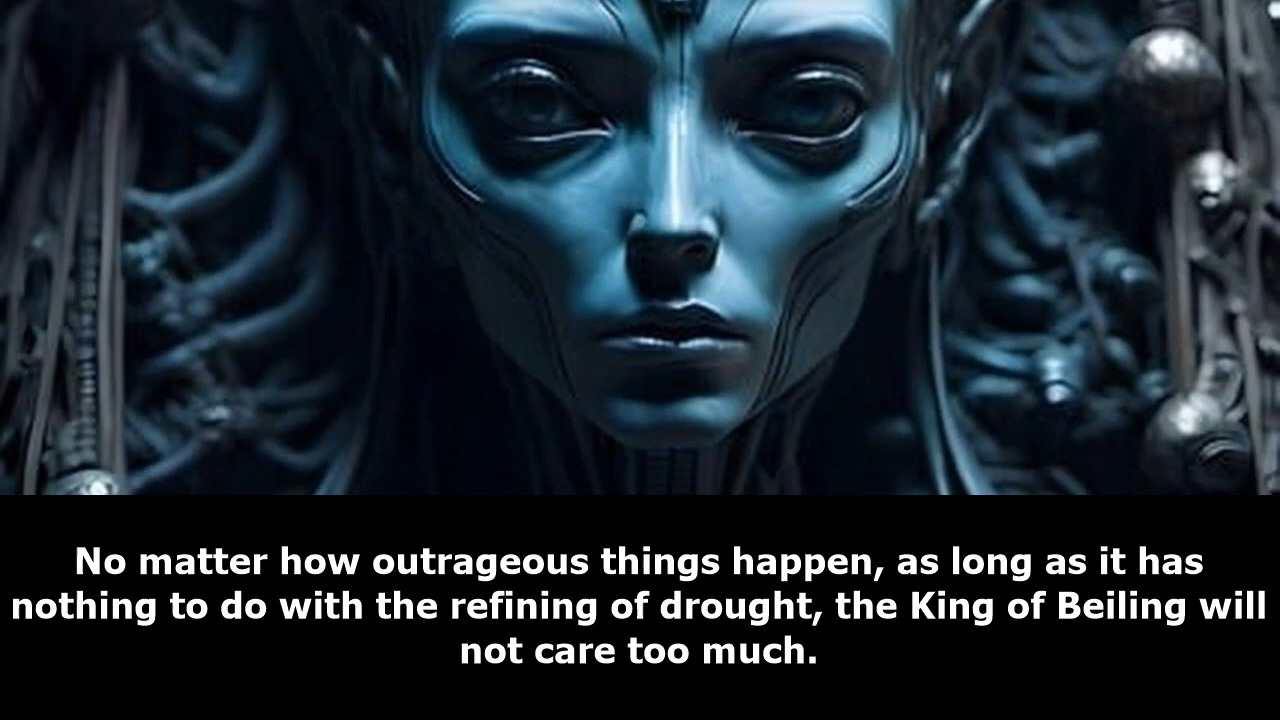 No matter how outrageous things happen, as long as it has
nothing to do with the refining of drought, the King of Beiling will
not care too much.